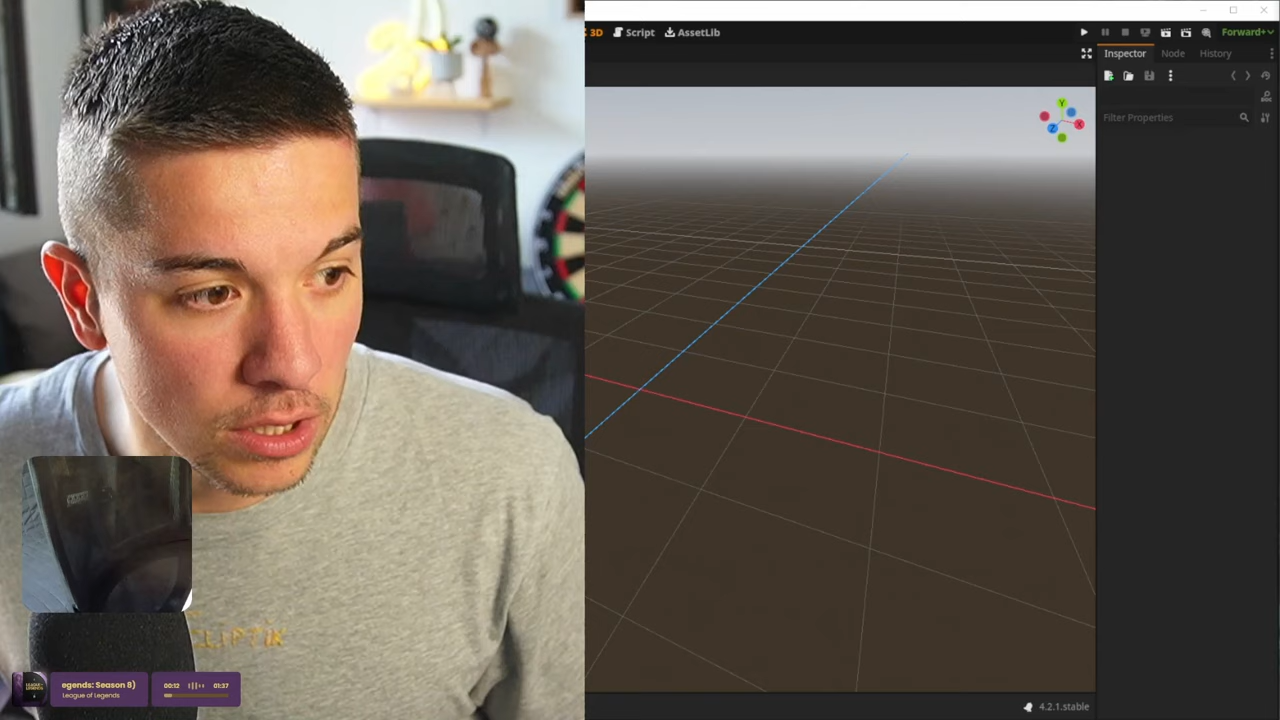 3D Script AssetLib Forward+
Inspector Node History
Filter Properties
Y
X
Z
CLIPTIK
egends: Season 8)
League of Legends
00:12 01:37
4.2.1.stable